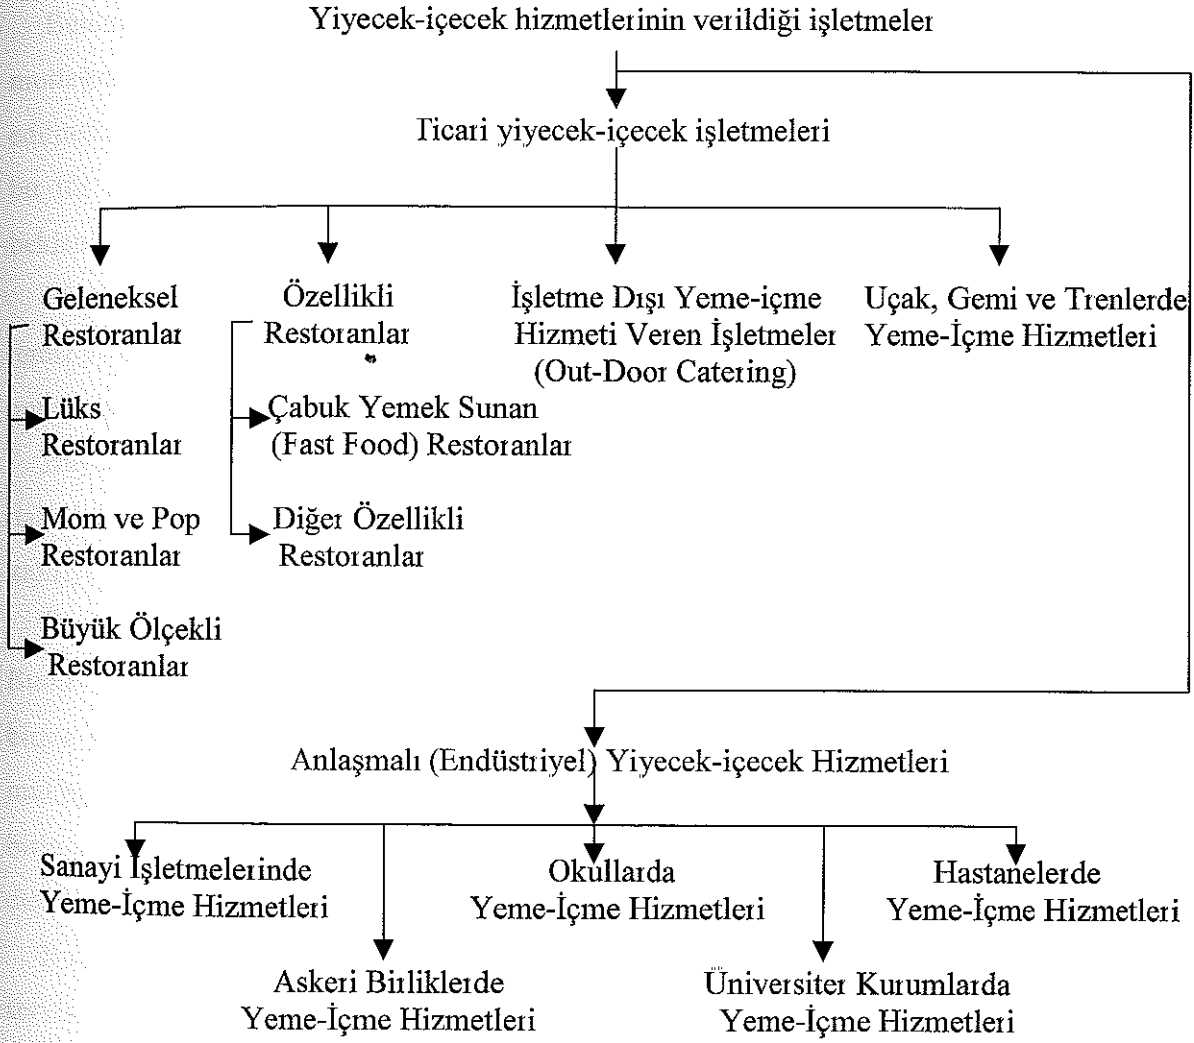 Yiyecek-içecek hizmetlerinin verildiği işletmeler
Ticari yiyecek-içecek işletmeleri
Geleneksel
Restoranlar
Özellikli
Restoranlar
İşletme Dışı Yeme-içme
Hizmeti Veren İşletmeler
(Out-Door Catering)
Uçak, Gemi ve Trenlerde
Yeme-İçme Hizmetleri
Lüks
Restoranlar
Mom ve Pop
Restoranlar
Büyük Ölçekli
Restoranlar
Çabuk Yemek Sunan
(Fast Food) Restoranlar
Diğer Özellikli
Restoranlar
Anlaşmalı (Endüstriyel) Yiyecek-içecek Hizmetleri
Sanayi İşletmelerinde
Yeme-İçme Hizmetleri
Okullarda
Yeme-İçme Hizmetleri
Hastanelerde
Yeme-İçme Hizmetleri
Askeri Birliklerde
Yeme-İçme Hizmetleri
Üniversiter Kurumlarda
Yeme-İçme Hizmetleri